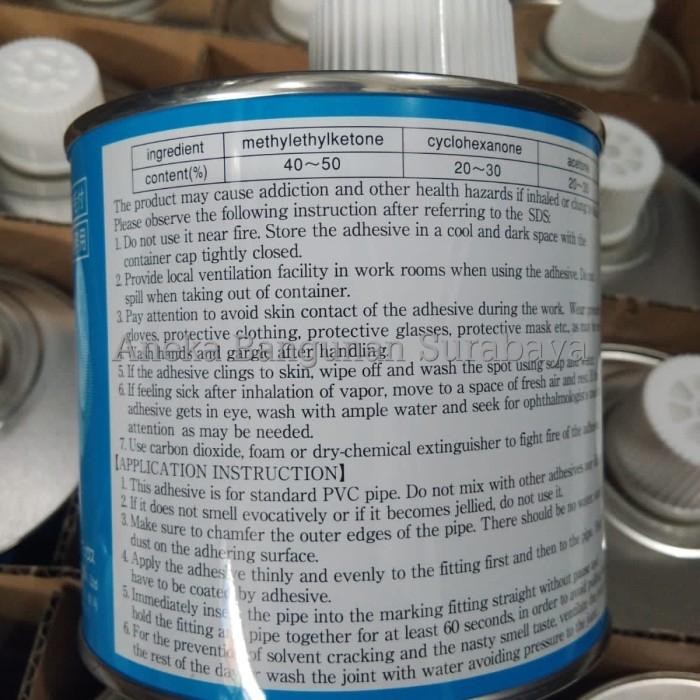 ingredient methylethylketone cyclohexanone acetone
content(%) 40~50 20~30
The product may cause addiction and other health hazards if inhaled or
Please observe the following instruction after referring to the SDS.
1. Do not use it near fire. Store the adhesive in a cool and dark space with the
container cap tightly closed.
2. Provide local ventilation facility in work rooms when using the adhesive. Do not
spill when taking out of container.
3. Pay attention to avoid skin contact of the adhesive during the work. Wear
gloves, protective clothing, protective glasses, protective mask etc, as
Wash hands and gargle after handling.
Aneka Bangunan Surabaya
5. If the adhesive clings to skin, wipe off and wash the spot using soap and
6. If feeling sick after inhalation of vapor, move to a space of fresh air and rest.
adhesive gets in eye, wash with ample water and seek for ophthalmologist's
attention as may be needed.
7. Use carbon dioxide, foam or dry-chemical extinguisher to fight fire of the
[APPLICATION INSTRUCTION]
1. This adhesive is for standard PVC pipe. Do not mix with other adhesives
2. If it does not smell evocatively or if it becomes jellied, do not use it.
3. Make sure to chamfer the outer edges of the pipe. There should be no
dust on the adhering surface.
4. Apply the adhesive thinly and evenly to the fitting first and then to the pipe.
have to be coated by adhesive.
5. Immediately inse the pipe into the marking fitting straight without
hold the fitting a pipe together for at least 60 seconds, in order to avoid
6. For the preventi of solvent cracking and the nasty smell taste, ventilate
the rest of the da wash the joint with water avoiding pressure to the